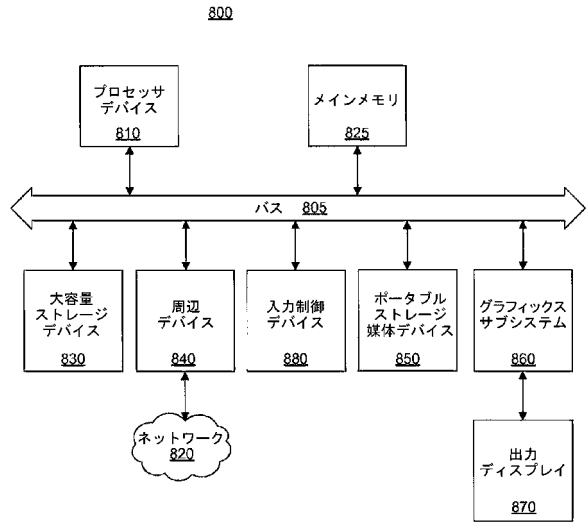 800
プロセッサ
デバイス
810
メインメモリ
825
バス 805
大容量
ストレージ
デバイス
830
周辺
デバイス
840
入力制御
デバイス
880
ポータブル
ストレージ
媒体デバイス
850
グラフィックス
サブシステム
860
ネットワーク
820
出力
ディスプレイ
870